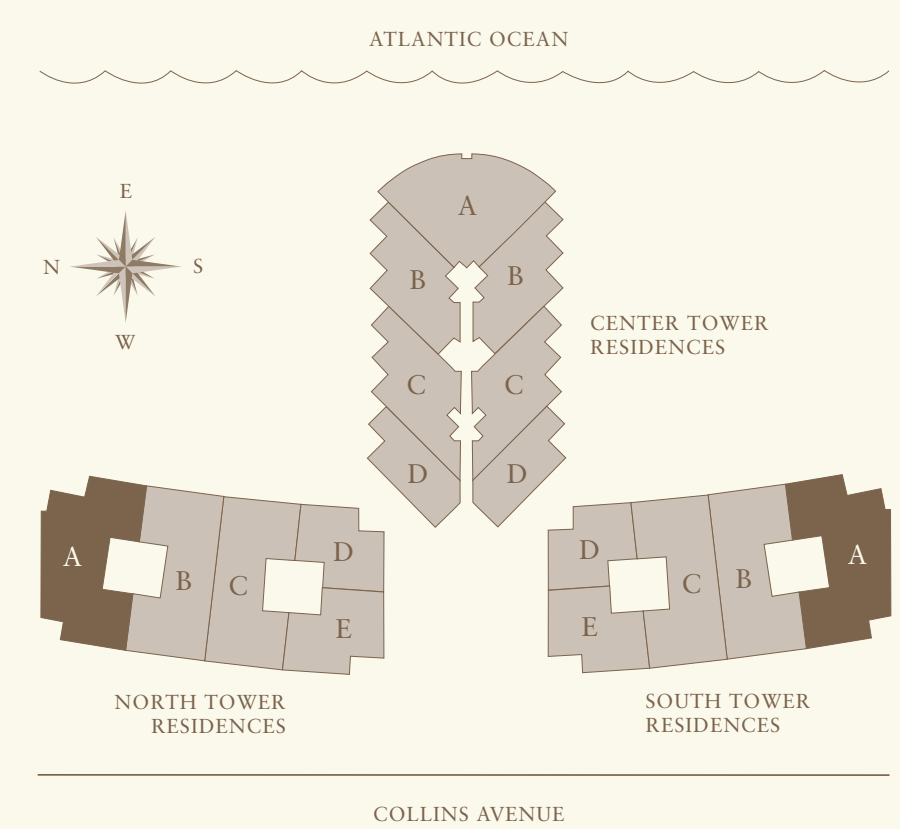 ATLANTIC OCEAN
E
N
S
W
A
B
B
C
C
D
D
CENTER TOWER
RESIDENCES
A
B
C
D
E
D
E
C
B
A
NORTH TOWER
RESIDENCES
SOUTH TOWER
RESIDENCES
COLLINS AVENUE